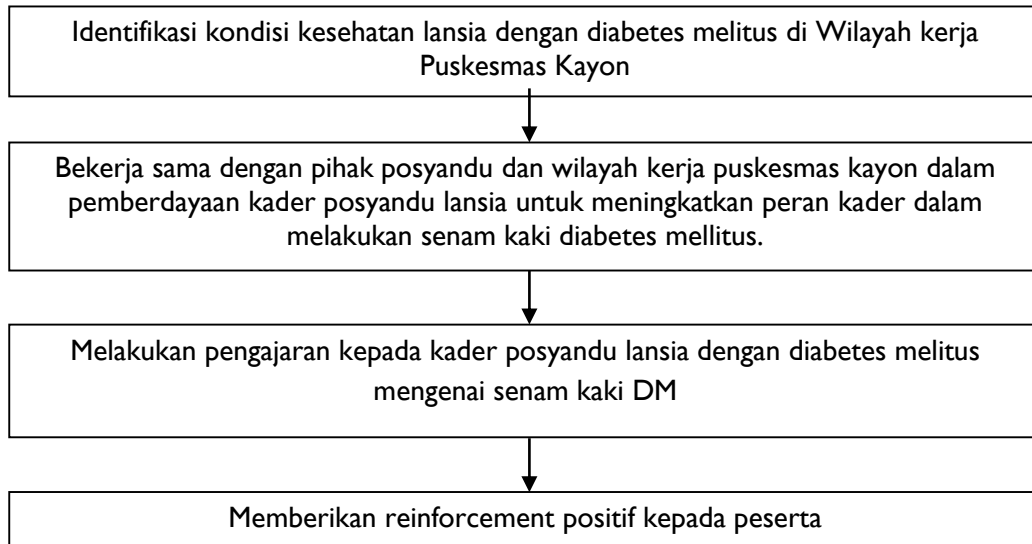 Identifikasi kondisi kesehatan lansia dengan diabetes melitus di Wilayah kerja
Puskesmas Kayon
Bekerja sama dengan pihak posyandu dan wilayah kerja puskesmas kayon dalam
pemberdayaan kader posyandu lansia untuk meningkatkan peran kader dalam
melakukan senam kaki diabetes mellitus.
Melakukan pengajaran kepada kader posyandu lansia dengan diabetes melitus
mengenai senam kaki DM
Memberikan reinforcement positif kepada peserta